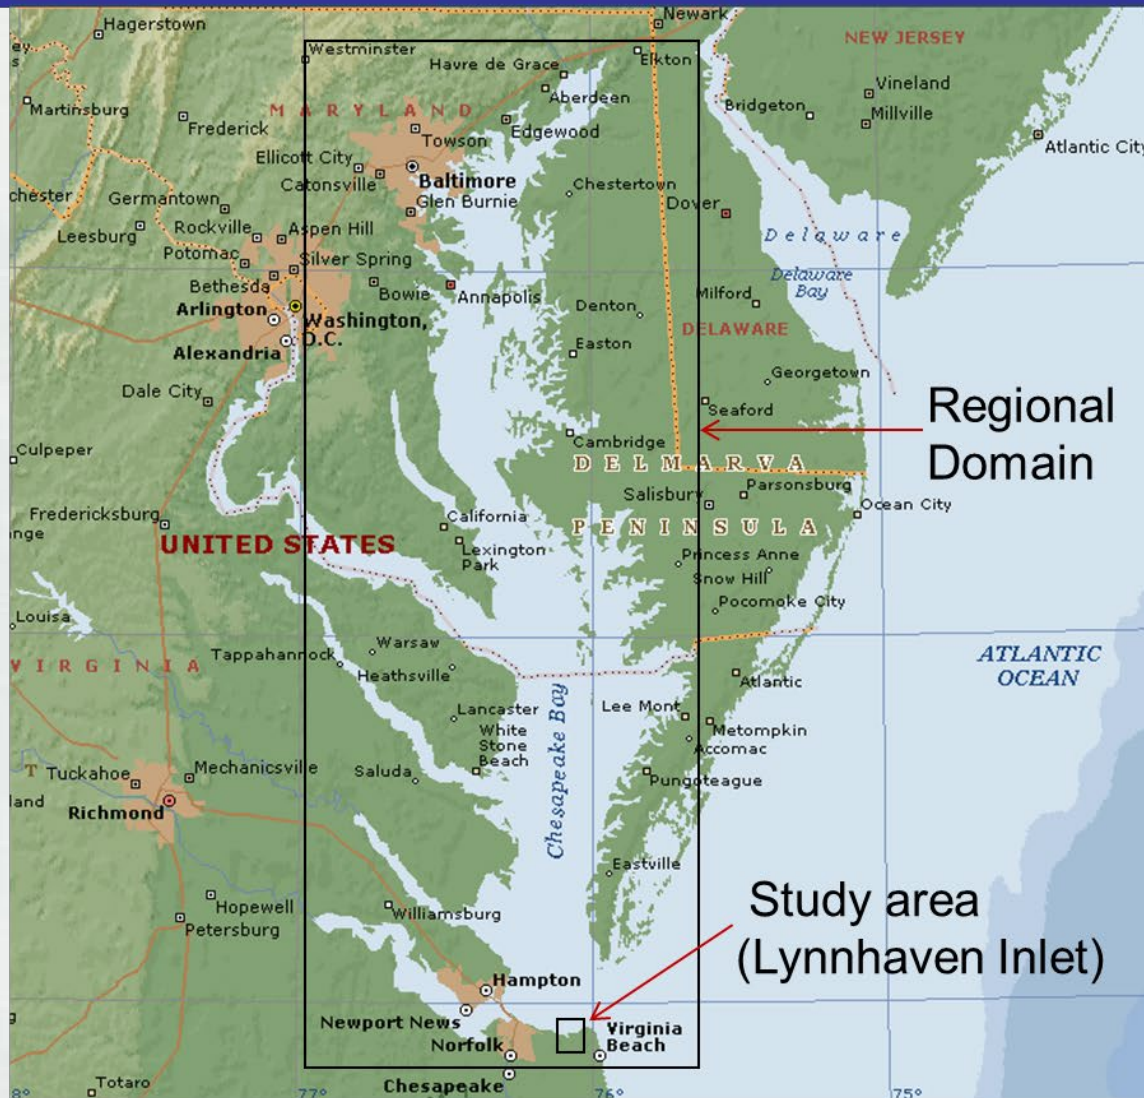 Hagerstown
Newark
Westminster
NEW JERSEY
ey
s
Havre de Grace
Elkton
Vineland
Martinsburg
Aberdeen
Bridgeton
Millville
MARYLAND
Frederick
Edgewood
Towson
Atlantic City
Ellicott City
Catonsville
Baltimore
Chestertown
chester
Germantown
Glen Burnie
Dover
Leesburg
Rockville
Aspen Hill
Delaware
Potomac
Silver Spring
Delaware
Bay
Bethesda
Bowie
Annapolis
Milford
Arlington
Denton
Washington,
D.C.
DELAWARE
Alexandria
Easton
Georgetown
Dale City
Seaford
Regional
Domain
Culpeper
Cambridge
DELMARVA
Parsonsburg
Salisbury
Ocean City
Fredericksburg
California
PENINSULA
nge
UNITED STATES
Lexington
Park
Princess Anne
Snow Hill
Pocomoke City
Louisa
VIRGINIA
Warsaw
Tappahannock
Heathsville
ATLANTIC
OCEAN
Atlantic
Lancaster
Lee Mont
White
Stone
Beach
Metompkin
Accomac
Chesapeake Bay
T
Tuckahoe
Mechanicsville
Saluda
Pungoteague
land
Richmond
Eastville
Hopewell
Williamsburg
Petersburg
Study area
(Lynnhaven Inlet)
Hampton
Newport News
Virginia
Beach
Norfolk
Chesapeake
Totaro
8°
77°
76°
75°